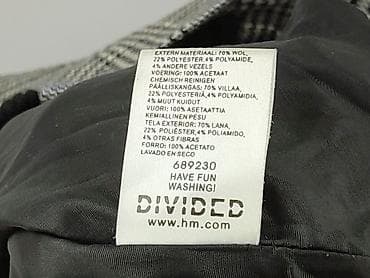 EXTERN MATERIAAL: 70% WOL,
22% POLYESTER,4% POLYAMIDE,
4% ANDERE VEZELS
VOERING: 100% ACETAAT
CHEMISCH REINIGEN
PÄÄLLISKANGAS: 70% VILLAA,
22% POLYESTERIÄ,4% POLYAMIDIA,
4% MUUT KUIDUT
VUORI: 100% ASETAATTIA
KEMIALLINEN PESU
TELA EXTERIOR: 70% LANA,
22% POLIÉSTER,4% POLIAMIDO,
4% OTRAS FIBRAS
FORRO: 100% ACETATO
LAVADO EN SECO
689230
HAVE FUN
WASHING!
DIVIDED
www.hm.com